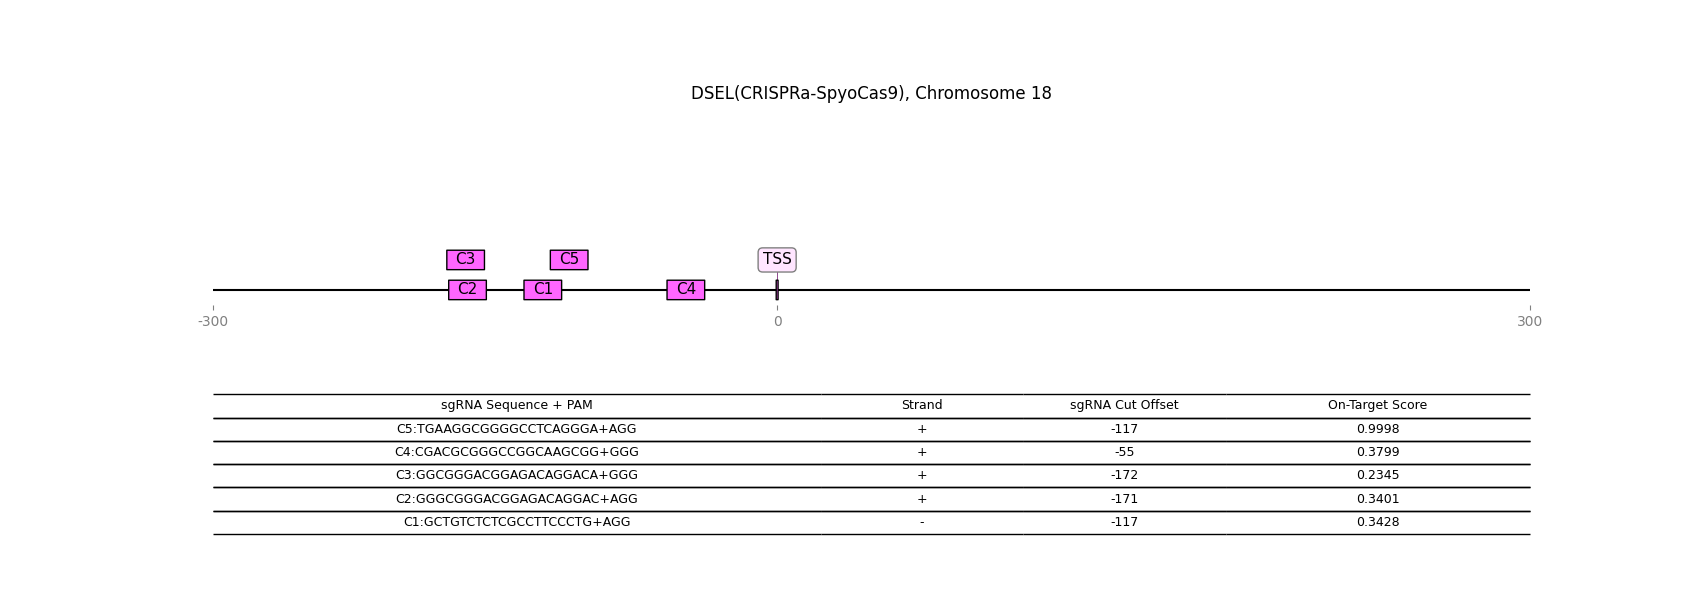 DSEL(CRISPRa-SpyoCas9), Chromosome 18
C3 C5 TSS
C2 C1 C4
-300 0 300
sgRNA Sequence + PAM Strand sgRNA Cut Offset On-Target Score
C5:TGAAGGCGGGGCCTCAGGGA+AGG + -117 0.9998
C4:CGACGCGGGCCGGCAAGCGG+GGG + -55 0.3799
C3:GGCGGGACGGAGACAGGACA+GGG + -172 0.2345
C2:GGGCGGGACGGAGACAGGAC+AGG + -171 0.3401
C1:GCTGTCTCTCGCCTTCCCTG+AGG - -117 0.3428